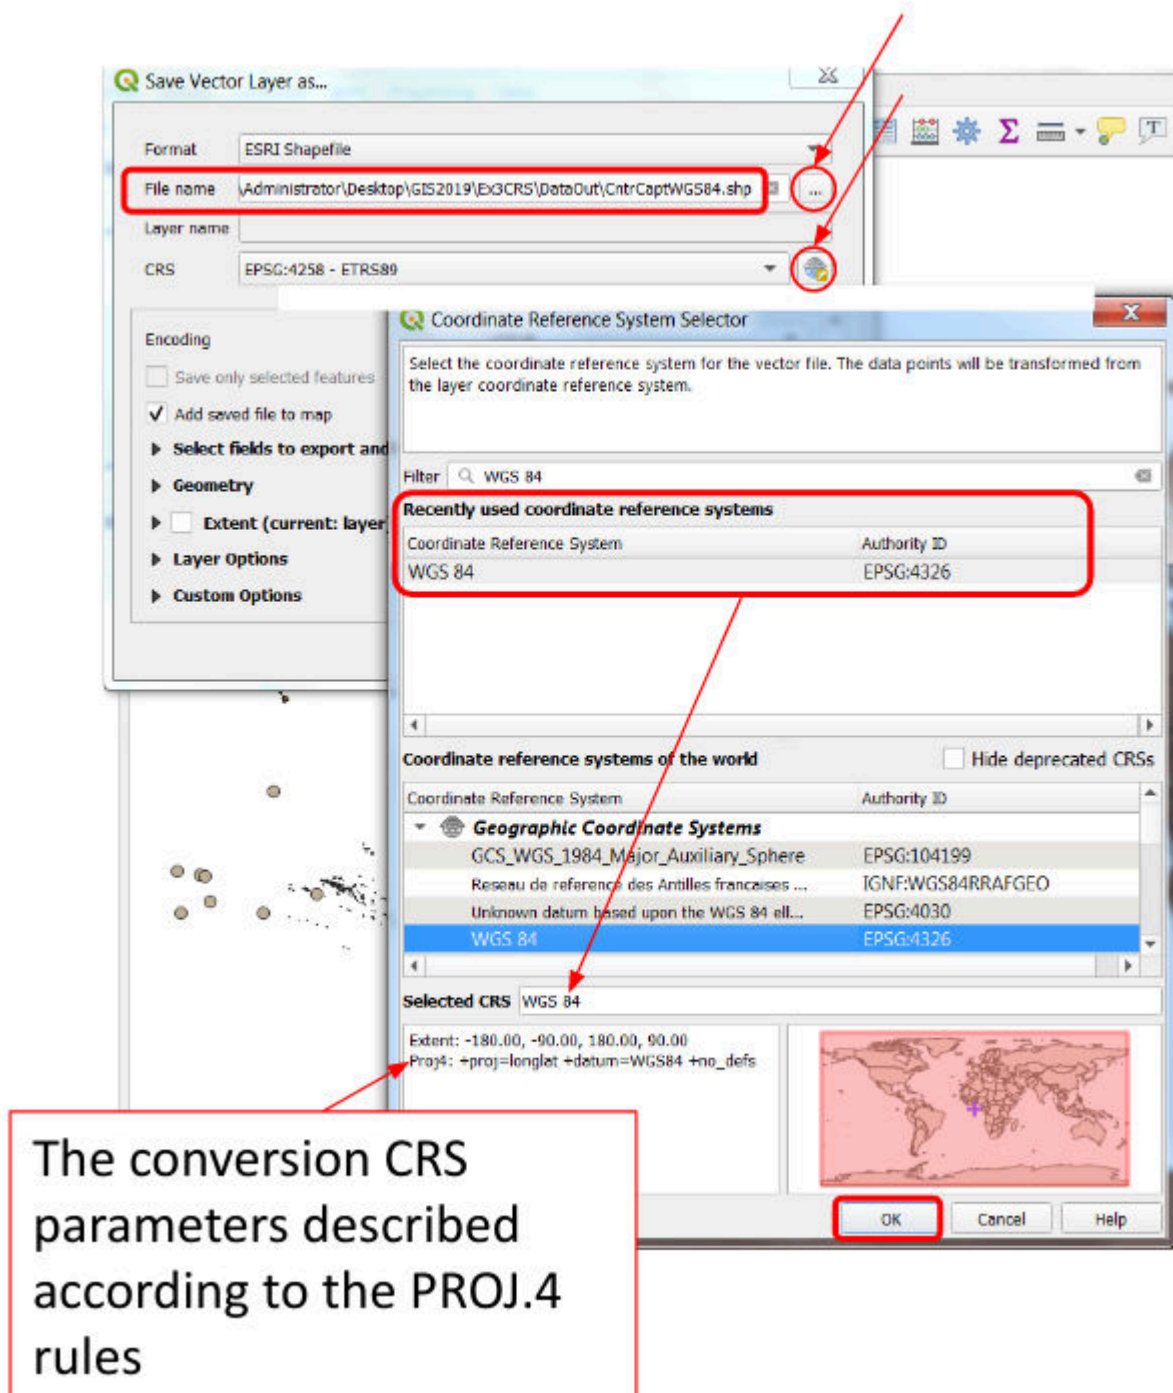 Save Vector Layer as...
Format ESRI Shapefile
File name \Administrator\Desktop\GIS2019\Ex3CRS\DataOut\CntrCaptWGS84.shp ...
Layer name
CRS EPSG:4258 - ETRS89
Coordinate Reference System Selector
Encoding
Select the coordinate reference system for the vector file. The data points will be transformed from
the layer coordinate reference system.
Save only selected features
Add saved file to map
Select fields to export and
Geometry
Extent (current: layer
Layer Options
Custom Options
Filter WGS 84
Recently used coordinate reference systems
Coordinate Reference System Authority ID
WGS 84 EPSG:4326
Coordinate reference systems of the world Hide deprecated CRSs
Coordinate Reference System Authority ID
Geographic Coordinate Systems
GCS_WGS_1984_Major_Auxiliary_Sphere EPSG:104199
Reseau de reference des Antilles francaises ... IGNF:WGS84RRAFGEO
Unknown datum based upon the WGS 84 ell... EPSG:4030
WGS 84 EPSG:4326
Selected CRS WGS 84
Extent: -180.00, -90.00, 180.00, 90.00
Proj4: +proj=longlat +datum=WGS84 +no_defs
OK Cancel Help
The conversion CRS
parameters described
according to the PROJ.4
rules